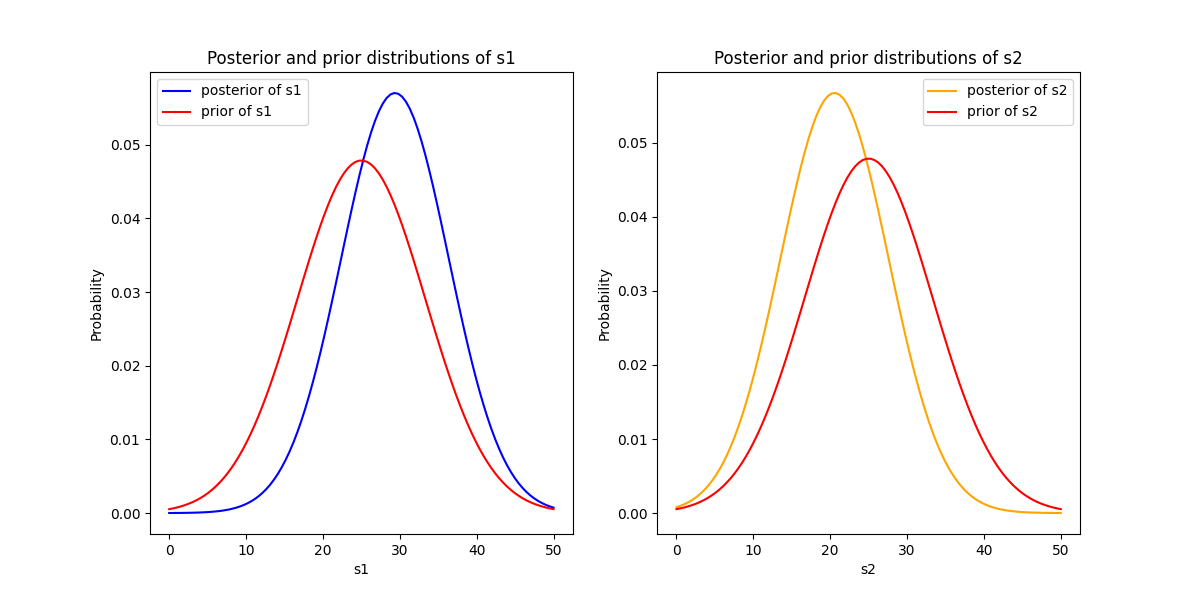 Posterior and prior distributions of s1
posterior of s1
prior of s1
0.05
0.04
0.03
0.02
0.01
0.00
Probability
0 10 20 30 40 50
s1
Posterior and prior distributions of s2
posterior of s2
prior of s2
0.05
0.04
0.03
0.02
0.01
0.00
Probability
0 10 20 30 40 50
s2